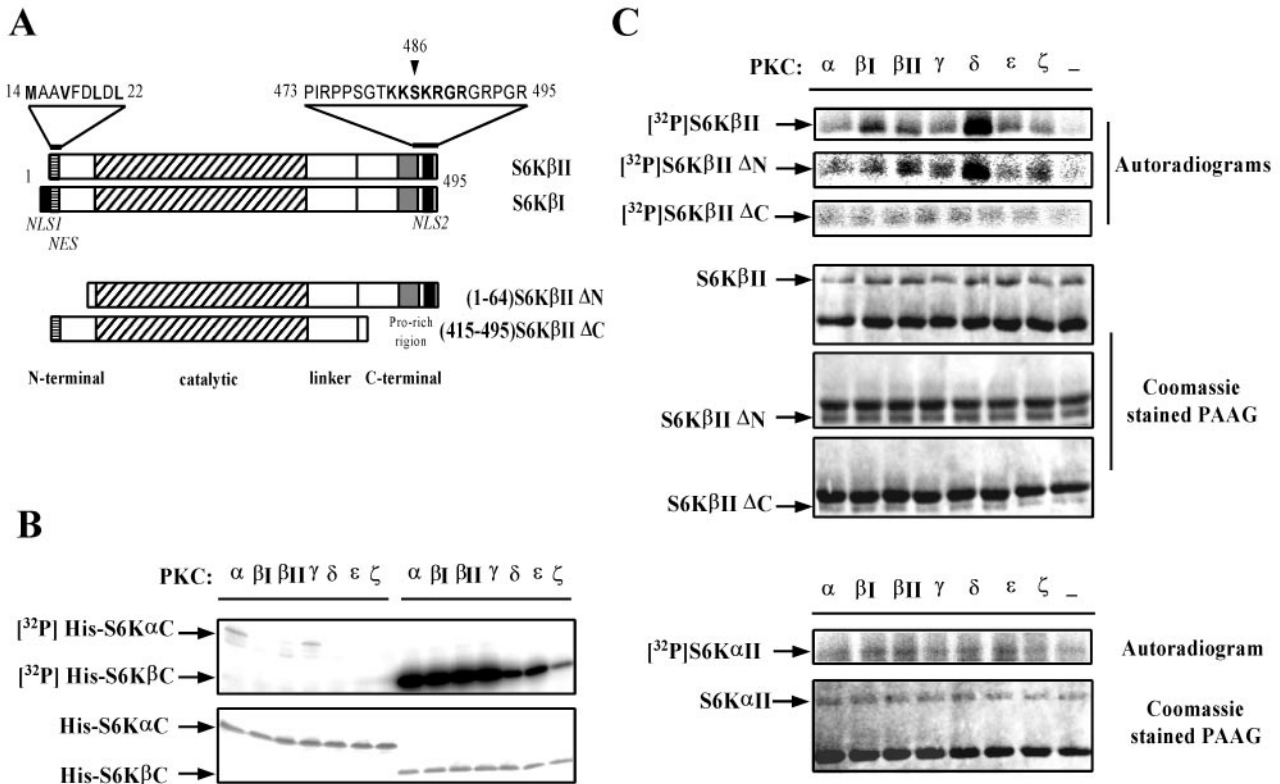 A
486
14 MAAVFDLDL 22
473 PIRPPSGTKKSKRGRGRPGR 495
1
S6KβII
495
S6KβI
NLS1
NES
NLS2
(1-64)S6KβII ΔN
Pro-rich
rigion
(415-495)S6KβII ΔC
N-terminal catalytic linker C-terminal
B
PKC: α βI βII γ δ ε ζ α βI βII γ δ ε ζ
[32P] His-S6KαC
[32P] His-S6KβC
His-S6KαC
His-S6KβC
C
PKC: α βI βII γ δ ε ζ –
[32P]S6KβII
[32P]S6KβII ΔN
[32P]S6KβII ΔC
Autoradiograms
S6KβII
S6KβII ΔN
S6KβII ΔC
Coomassie
stained PAAG
PKC: α βI βII γ δ ε ζ –
[32P]S6KαII
Autoradiogram
S6KαII
Coomassie
stained PAAG